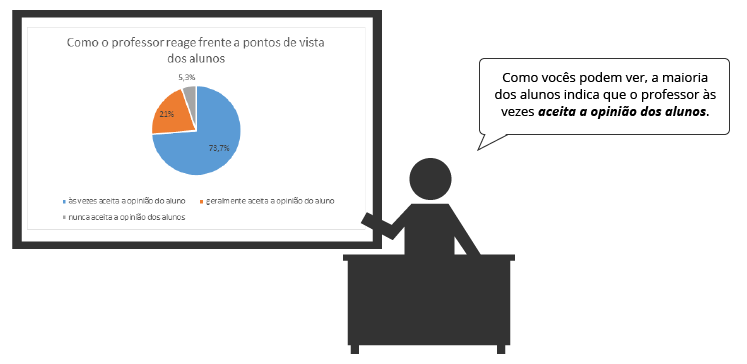 Como o professor reage frente a pontos de vista
dos alunos
5,3%
21%
73,7%
às vezes aceita a opinião do aluno
geralmente aceita a opinião do aluno
nunca aceita a opinião dos alunos
Como vocês podem ver, a maioria
dos alunos indica que o professor às
vezes aceita a opinião dos alunos.